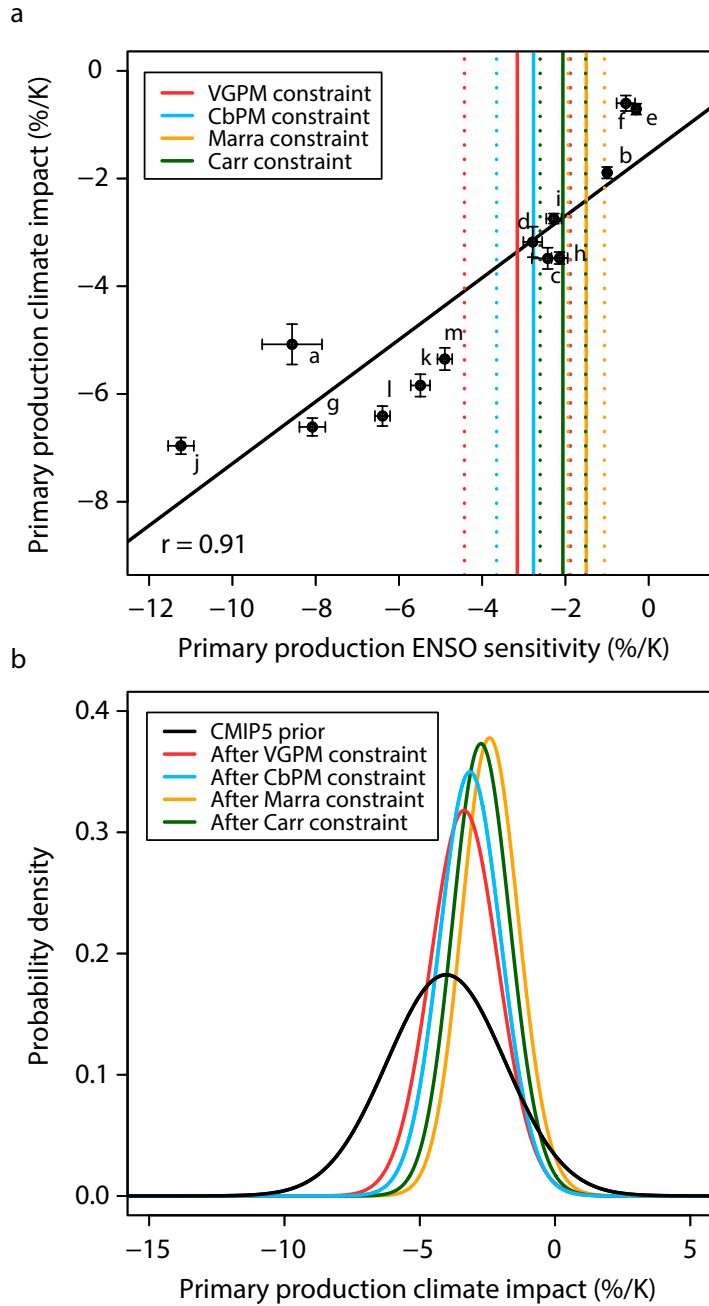 a
Primary production climate impact (%/K)
0
−2
−4
−6
−8
VGPM constraint
CbPM constraint
Marra constraint
Carr constraint
f
e
b
i
d
h
c
m
k
a
l
g
j
r = 0.91
−12 −10 −8 −6 −4 −2 0
Primary production ENSO sensitivity (%/K)
b
Probability density
0.4
0.3
0.2
0.1
0.0
CMIP5 prior
After VGPM constraint
After CbPM constraint
After Marra constraint
After Carr constraint
−15 −10 −5 0 5
Primary production climate impact (%/K)